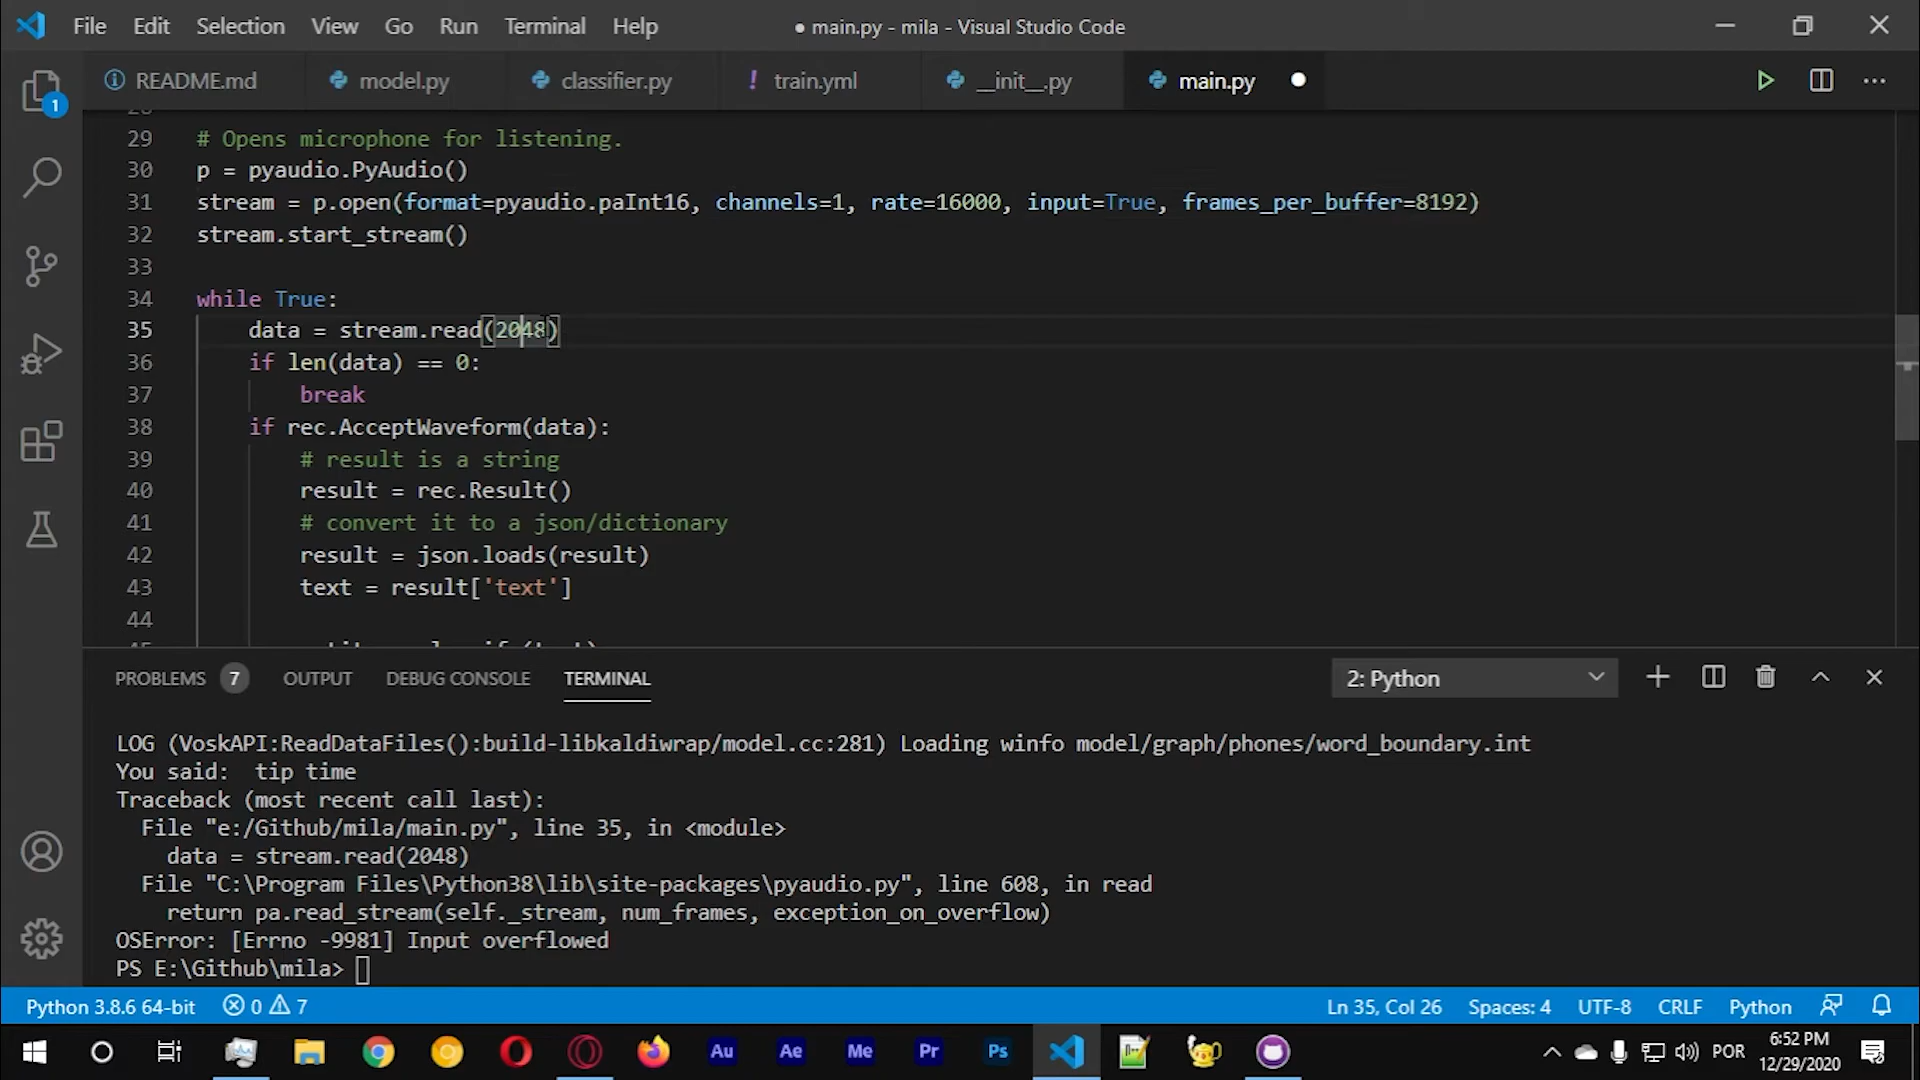 File Edit Selection View Go Run Terminal Help
● main.py - mila - Visual Studio Code
README.md model.py classifier.py ! train.yml __init__.py main.py
29 # Opens microphone for listening.
30 p = pyaudio.PyAudio()
31 stream = p.open(format=pyaudio.paInt16, channels=1, rate=16000, input=True, frames_per_buffer=8192)
32 stream.start_stream()
33
34 while True:
35 data = stream.read(2048)
36 if len(data) == 0:
37 break
38 if rec.AcceptWaveform(data):
39 # result is a string
40 result = rec.Result()
41 # convert it to a json/dictionary
42 result = json.loads(result)
43 text = result['text']
44
PROBLEMS 7 OUTPUT DEBUG CONSOLE TERMINAL 2: Python
LOG (VoskAPI:ReadDataFiles():build-libkaldiwrap/model.cc:281) Loading winfo model/graph/phones/word_boundary.int
You said:  tip time
Traceback (most recent call last):
File "e:/Github/mila/main.py", line 35, in <module>
data = stream.read(2048)
File "C:\Program Files\Python38\lib\site-packages\pyaudio.py", line 608, in read
return pa.read_stream(self._stream, num_frames, exception_on_overflow)
OSError: [Errno -9981] Input overflowed
PS E:\Github\mila>
Python 3.8.6 64-bit 0 7 Ln 35, Col 26 Spaces: 4 UTF-8 CRLF Python
Au Ae Me Pr Ps POR 6:52 PM
12/29/2020
1